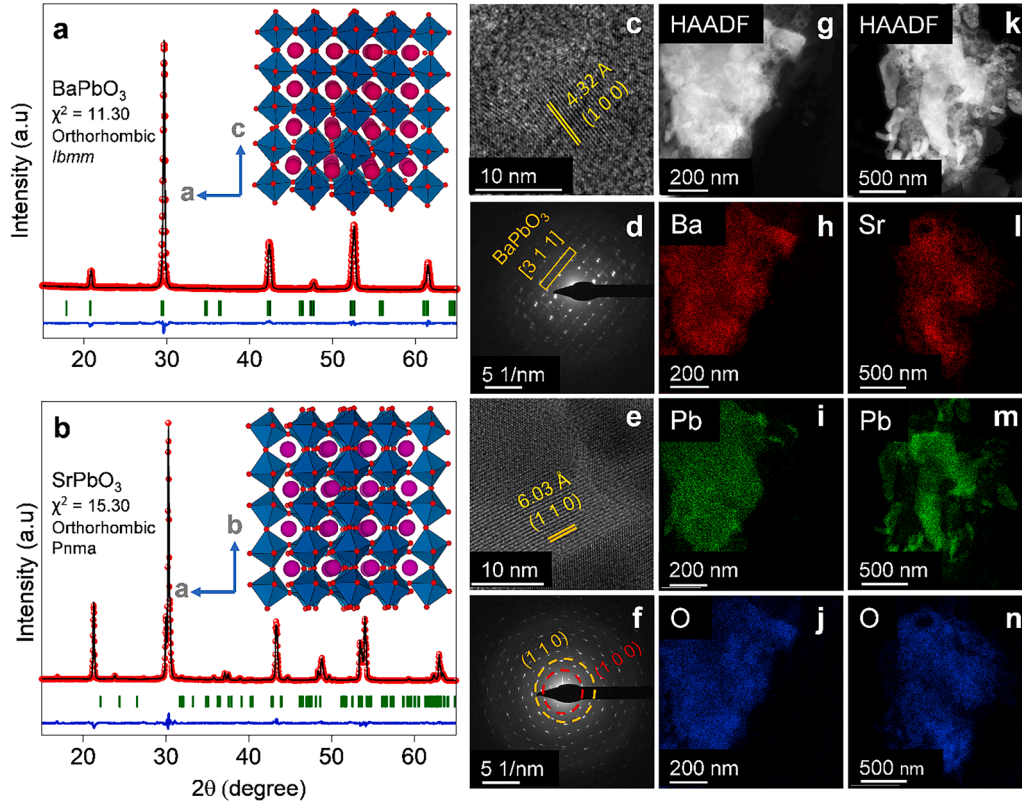 a
BaPbO3
χ² = 11.30
Orthorhombic
Ibmm
c
a
Intensity (a.u)
20 30 40 50 60
b
SrPbO3
χ² = 15.30
Orthorhombic
Pnma
b
a
Intensity (a.u)
20 30 40 50 60
2θ (degree)
c
4.32 Å
(1 0 0)
10 nm
HAADF g
200 nm
HAADF k
500 nm
d
BaPbO3
[3 1 1]
5 1/nm
Ba h
200 nm
Sr l
500 nm
e
6.03 Å
(1 1 0)
10 nm
Pb i
200 nm
Pb m
500 nm
f
(1 1 0)
(1 0 0)
5 1/nm
O j
200 nm
O n
500 nm